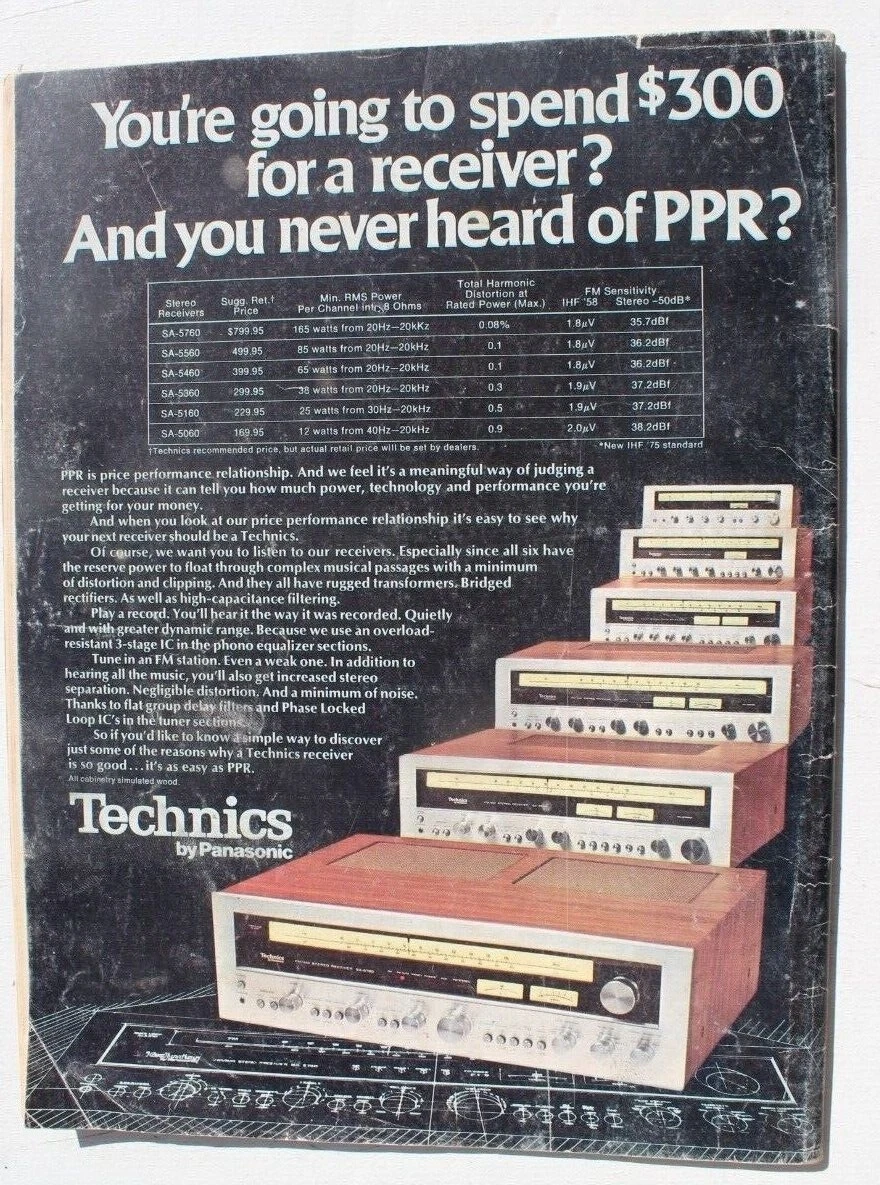 You're going to spend $300
for a receiver?
And you never heard of PPR?
Stereo Receivers Sugg. Ret.† Price Min. RMS Power Per Channel into 8 Ohms Total Harmonic Distortion at Rated Power (Max.) FM Sensitivity IHF '58 Stereo -50dB*
SA-5760 $799.95 165 watts from 20Hz—20kKz 0.08% 1.8μV 35.7dBf
SA-5560 499.95 85 watts from 20Hz—20kHz 0.1 1.8μV 36.2dBf
SA-5460 399.95 65 watts from 20Hz—20kHz 0.1 1.8μV 36.2dBf
SA-5360 299.95 38 watts from 20Hz—20kHz 0.3 1.9μV 37.2dBf
SA-5160 229.95 25 watts from 30Hz—20kHz 0.5 1.9μV 37.2dBf
SA-5060 169.95 12 watts from 40Hz—20kHz 0.9 2.0μV 38.2dBf
†Technics recommended price, but actual retail price will be set by dealers. *New IHF '75 standard
PPR is price performance relationship. And we feel it's a meaningful way of judging a
receiver because it can tell you how much power, technology and performance you're
getting for your money.
And when you look at our price performance relationship it's easy to see why
your next receiver should be a Technics.
Of course, we want you to listen to our receivers. Especially since all six have
the reserve power to float through complex musical passages with a minimum
of distortion and clipping. And they all have rugged transformers. Bridged
rectifiers. As well as high-capacitance filtering.
Play a record. You'll hear it the way it was recorded. Quietly
and with greater dynamic range. Because we use an overload-
resistant 3-stage IC in the phono equalizer sections.
Tune in an FM station. Even a weak one. In addition to
hearing all the music, you'll also get increased stereo
separation. Negligible distortion. And a minimum of noise.
Thanks to flat group delay filters and Phase Locked
Loop IC's in the tuner sections.
So if you'd like to know a simple way to discover
just some of the reasons why a Technics receiver
is so good...it's as easy as PPR.
All cabinetry simulated wood.
Technics
by Panasonic
Technics
Technics